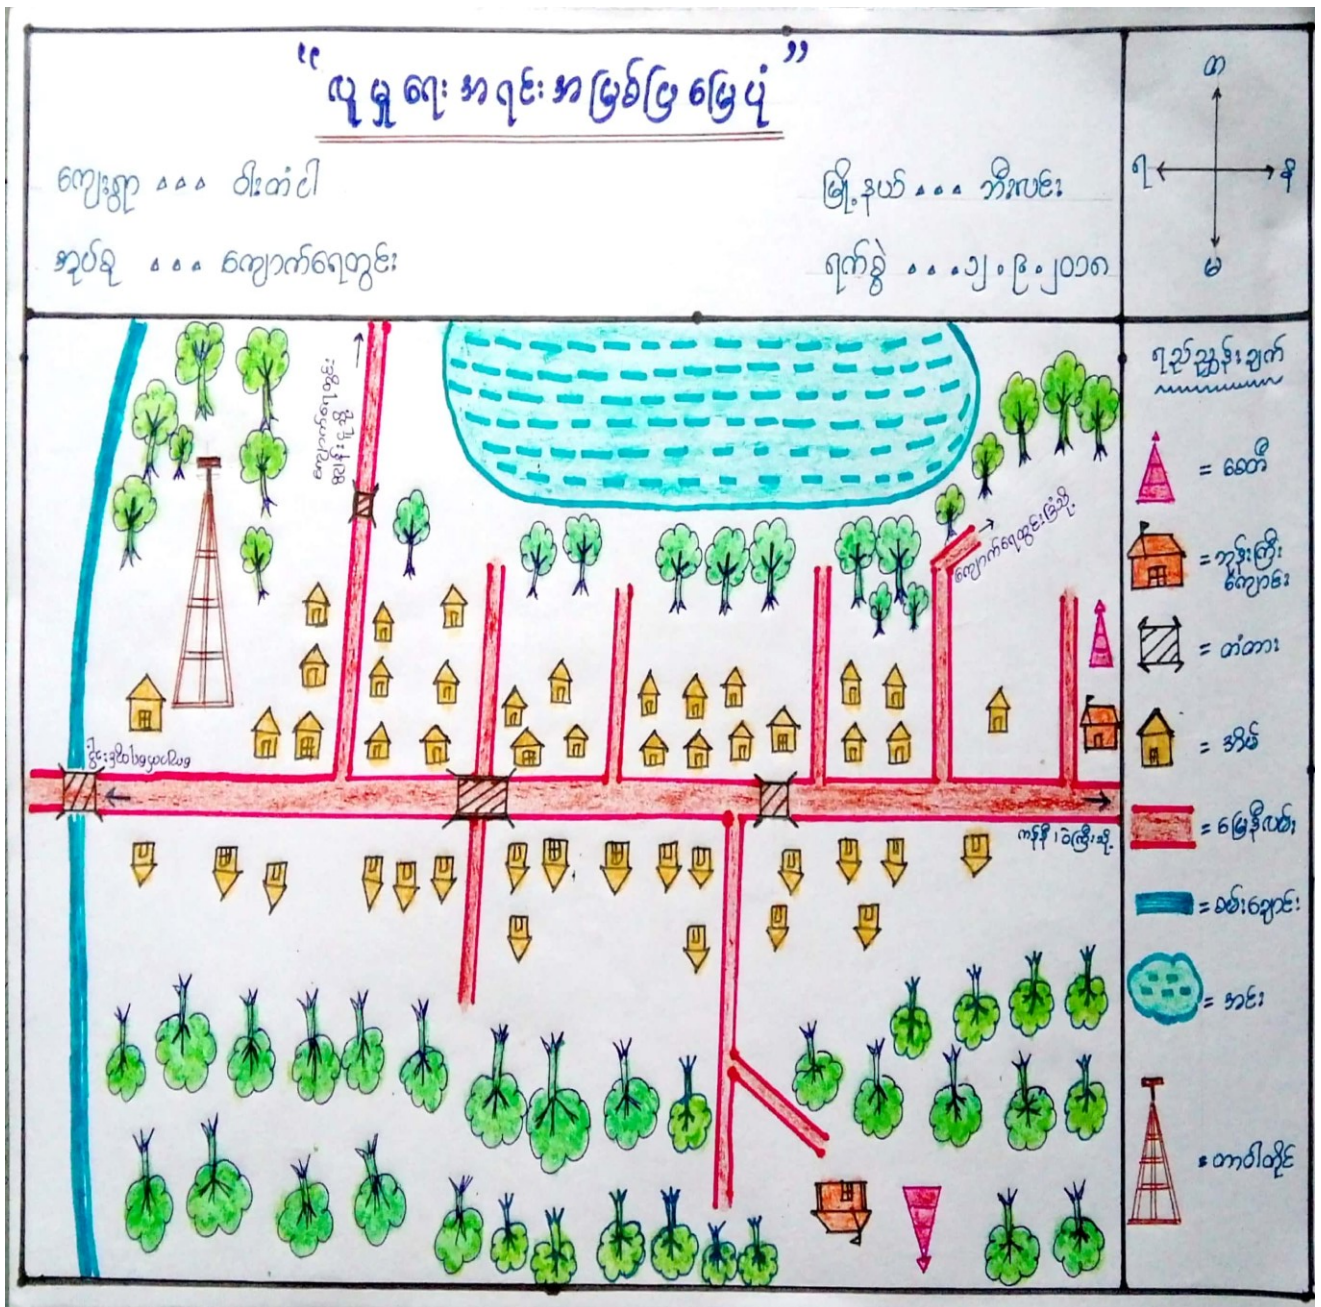 “လူမှုရေးအရင်းအမြစ်ပြမြေပုံ”
ကျေးရွာ ... ဝါးတံငါ
မြို့နယ် ... ဘီးလင်း
အုပ်စု ... ကျောက်ရေတွင်း
ရက်စွဲ ... ၁၂.၉.၂၀၁၈
တ
ရ
န
မ
ရည်ညွှန်းချက်
= စေတီ
= ဘုန်းကြီး
ကျောင်း
= တံတား
= အိမ်
= မြေနီလမ်း
= စမ်းချောင်း
= အင်း
= တာဝါတိုင်
ကျောက်ရေတွင်းခြံသို့